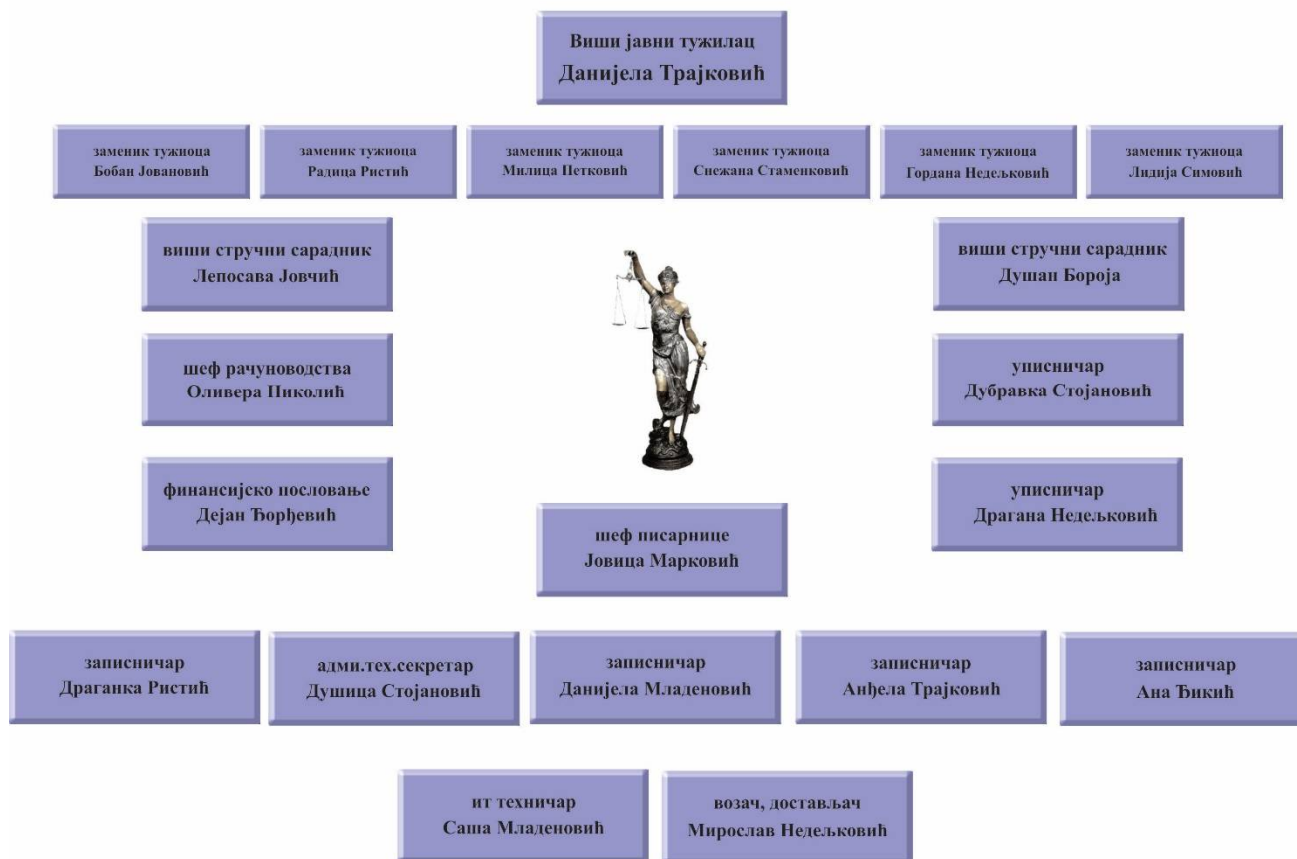 Виши јавни тужилац
Данијела Трајковић
заменик тужиоца
Бобан Јовановић
заменик тужиоца
Радица Ристић
заменик тужиоца
Милица Петковић
заменик тужиоца
Снежана Стаменковић
заменик тужиоца
Гордана Недељковић
заменик тужиоца
Лидија Симовић
виши стручни сарадник
Лепосава Јовчић
виши стручни сарадник
Душан Бороја
шеф рачуноводства
Оливера Николић
уписничар
Дубравка Стојановић
финансијско пословање
Дејан Ђорђевић
уписничар
Драгана Недељковић
шеф писарнице
Јовица Марковић
записничар
Драганка Ристић
адми.тех.секретар
Душица Стојановић
записничар
Данијела Младеновић
записничар
Анђела Трајковић
записничар
Ана Ђикић
ит техничар
Саша Младеновић
возач, достављач
Мирослав Недељковић